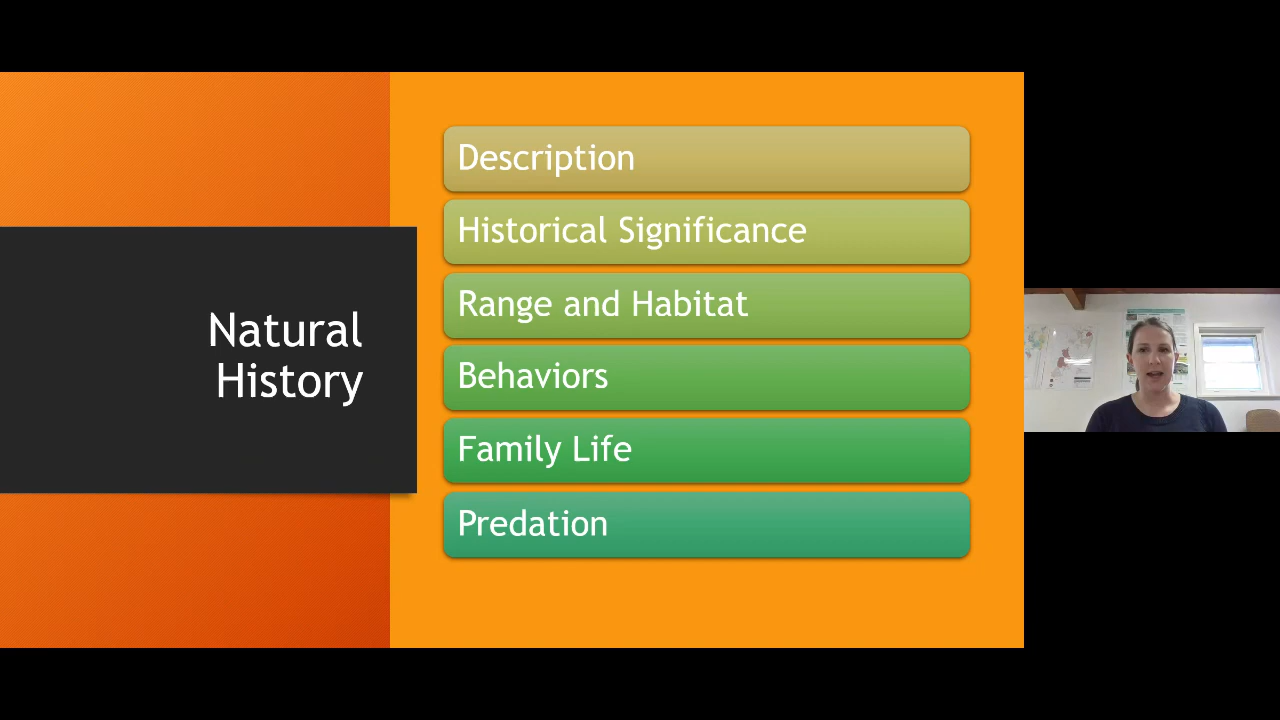 Natural
History
Description
Historical Significance
Range and Habitat
Behaviors
Family Life
Predation